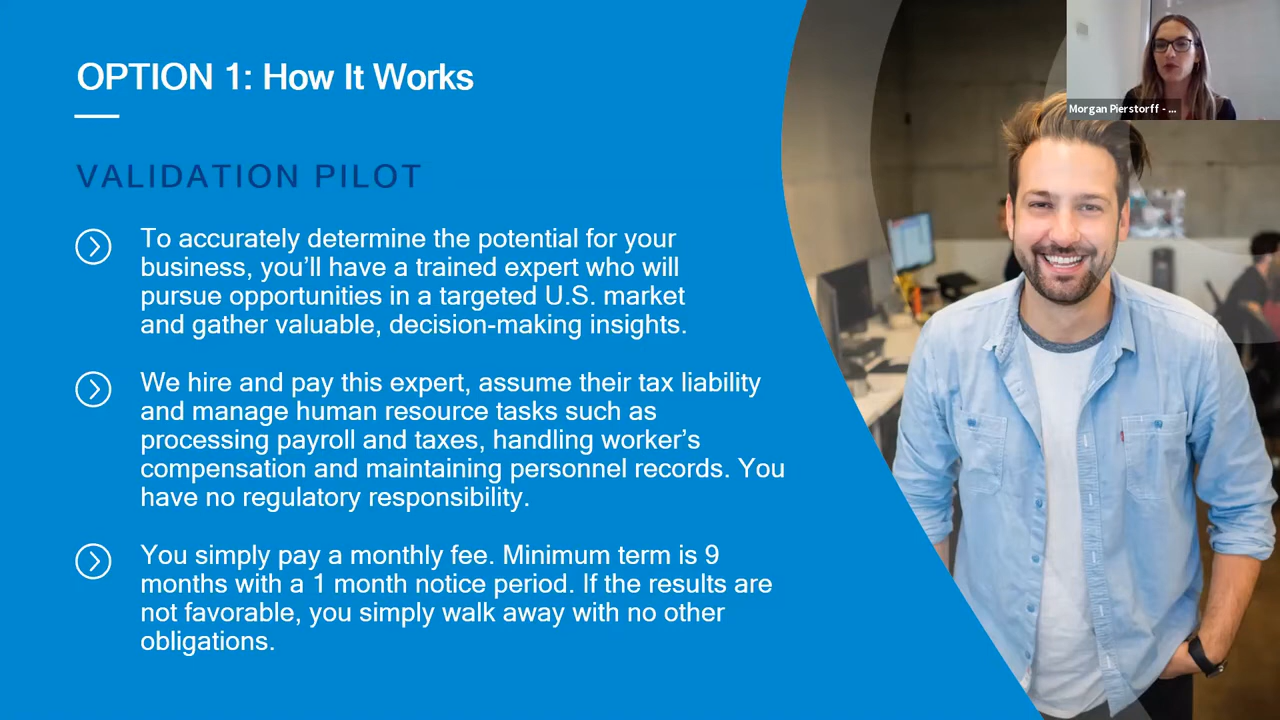 OPTION 1: How It Works
VALIDATION PILOT
To accurately determine the potential for your
business, you’ll have a trained expert who will
pursue opportunities in a targeted U.S. market
and gather valuable, decision-making insights.
We hire and pay this expert, assume their tax liability
and manage human resource tasks such as
processing payroll and taxes, handling worker’s
compensation and maintaining personnel records. You
have no regulatory responsibility.
You simply pay a monthly fee. Minimum term is 9
months with a 1 month notice period. If the results are
not favorable, you simply walk away with no other
obligations.
Morgan Pierstorff - ...